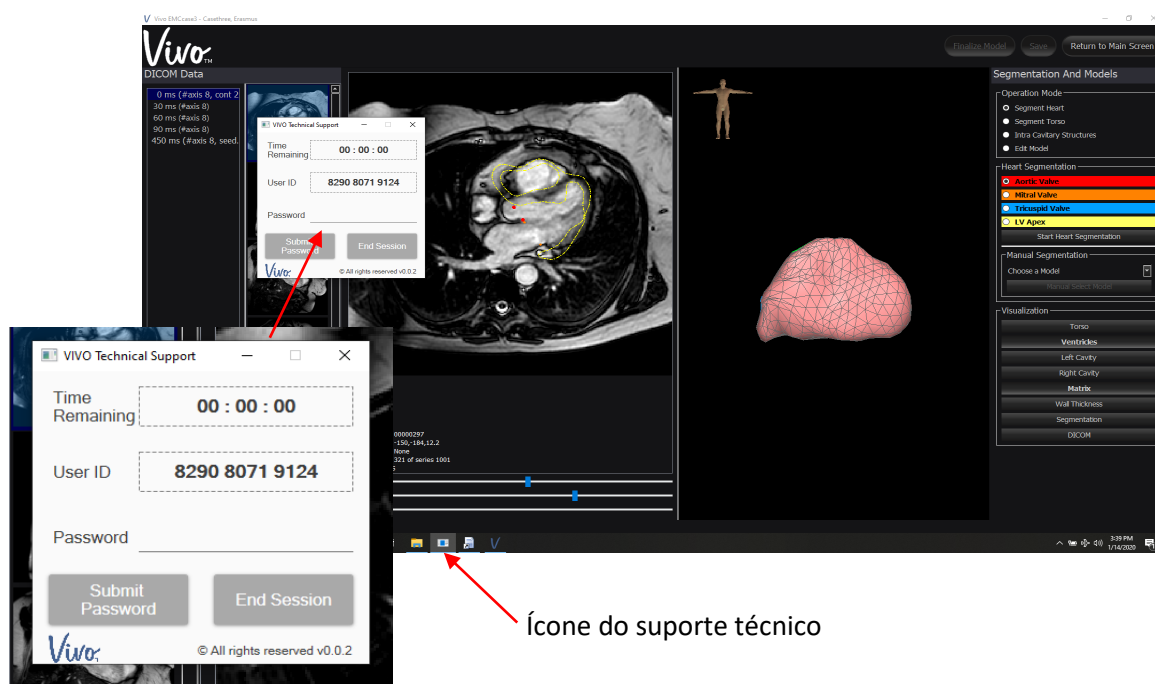 Vivo EMCcase3 - Casethree, Erasmus
Vivo TM
Finalize Model
Save
Return to Main Screen
DICOM Data
0 ms (#axis 8, cont 2
30 ms (#axis 8)
60 ms (#axis 8)
90 ms (#axis 8)
450 ms (#axis 8, seed.
VIVO Technical Support
Time
Remaining
00 : 00 : 00
User ID
8290 8071 9124
Password
Submit
Password
End Session
Vivo
© All rights reserved v0.0.2
00000297
-150,-184,12.2
None
321 of series 1001
Segmentation And Models
Operation Mode
Segment Heart
Segment Torso
Intra Cavitary Structures
Edit Model
Heart Segmentation
Aortic Valve
Mitral Valve
Tricuspid Valve
LV Apex
Start Heart Segmentation
Manual Segmentation
Choose a Model
Manual Select Model
Visualization
Torso
Ventricles
Left Cavity
Right Cavity
Matrix
Wall Thickness
Segmentation
DICOM
3:39 PM
1/14/2020
VIVO Technical Support
Time
Remaining
00 : 00 : 00
User ID
8290 8071 9124
Password
Submit
Password
End Session
Vivo
© All rights reserved v0.0.2
Ícone do suporte técnico